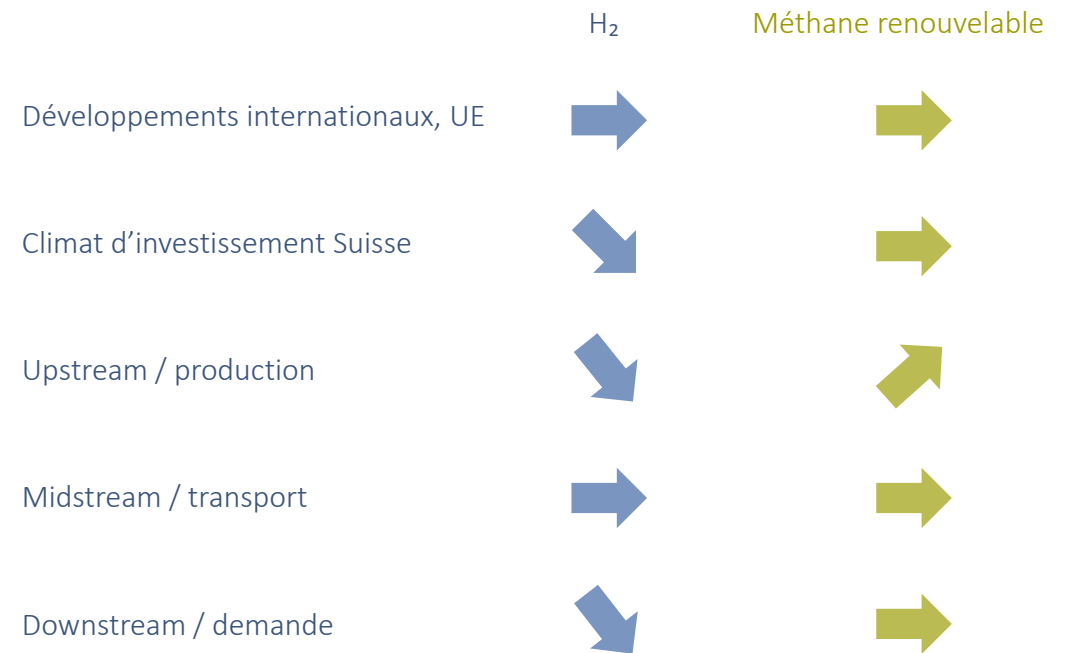 H₂ Méthane renouvelable
Développements internationaux, UE
Climat d’investissement Suisse
Upstream / production
Midstream / transport
Downstream / demande